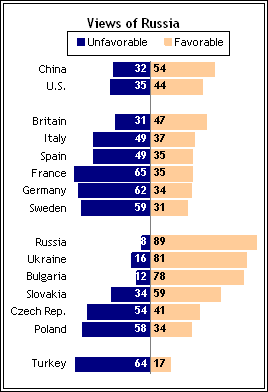 Views of Russia
Unfavorable Favorable
China 32 54
U.S. 35 44
Britain 31 47
Italy 49 37
Spain 49 35
France 65 35
Germany 62 34
Sweden 59 31
Russia 8 89
Ukraine 16 81
Bulgaria 12 78
Slovakia 34 59
Czech Rep. 54 41
Poland 58 34
Turkey 64 17